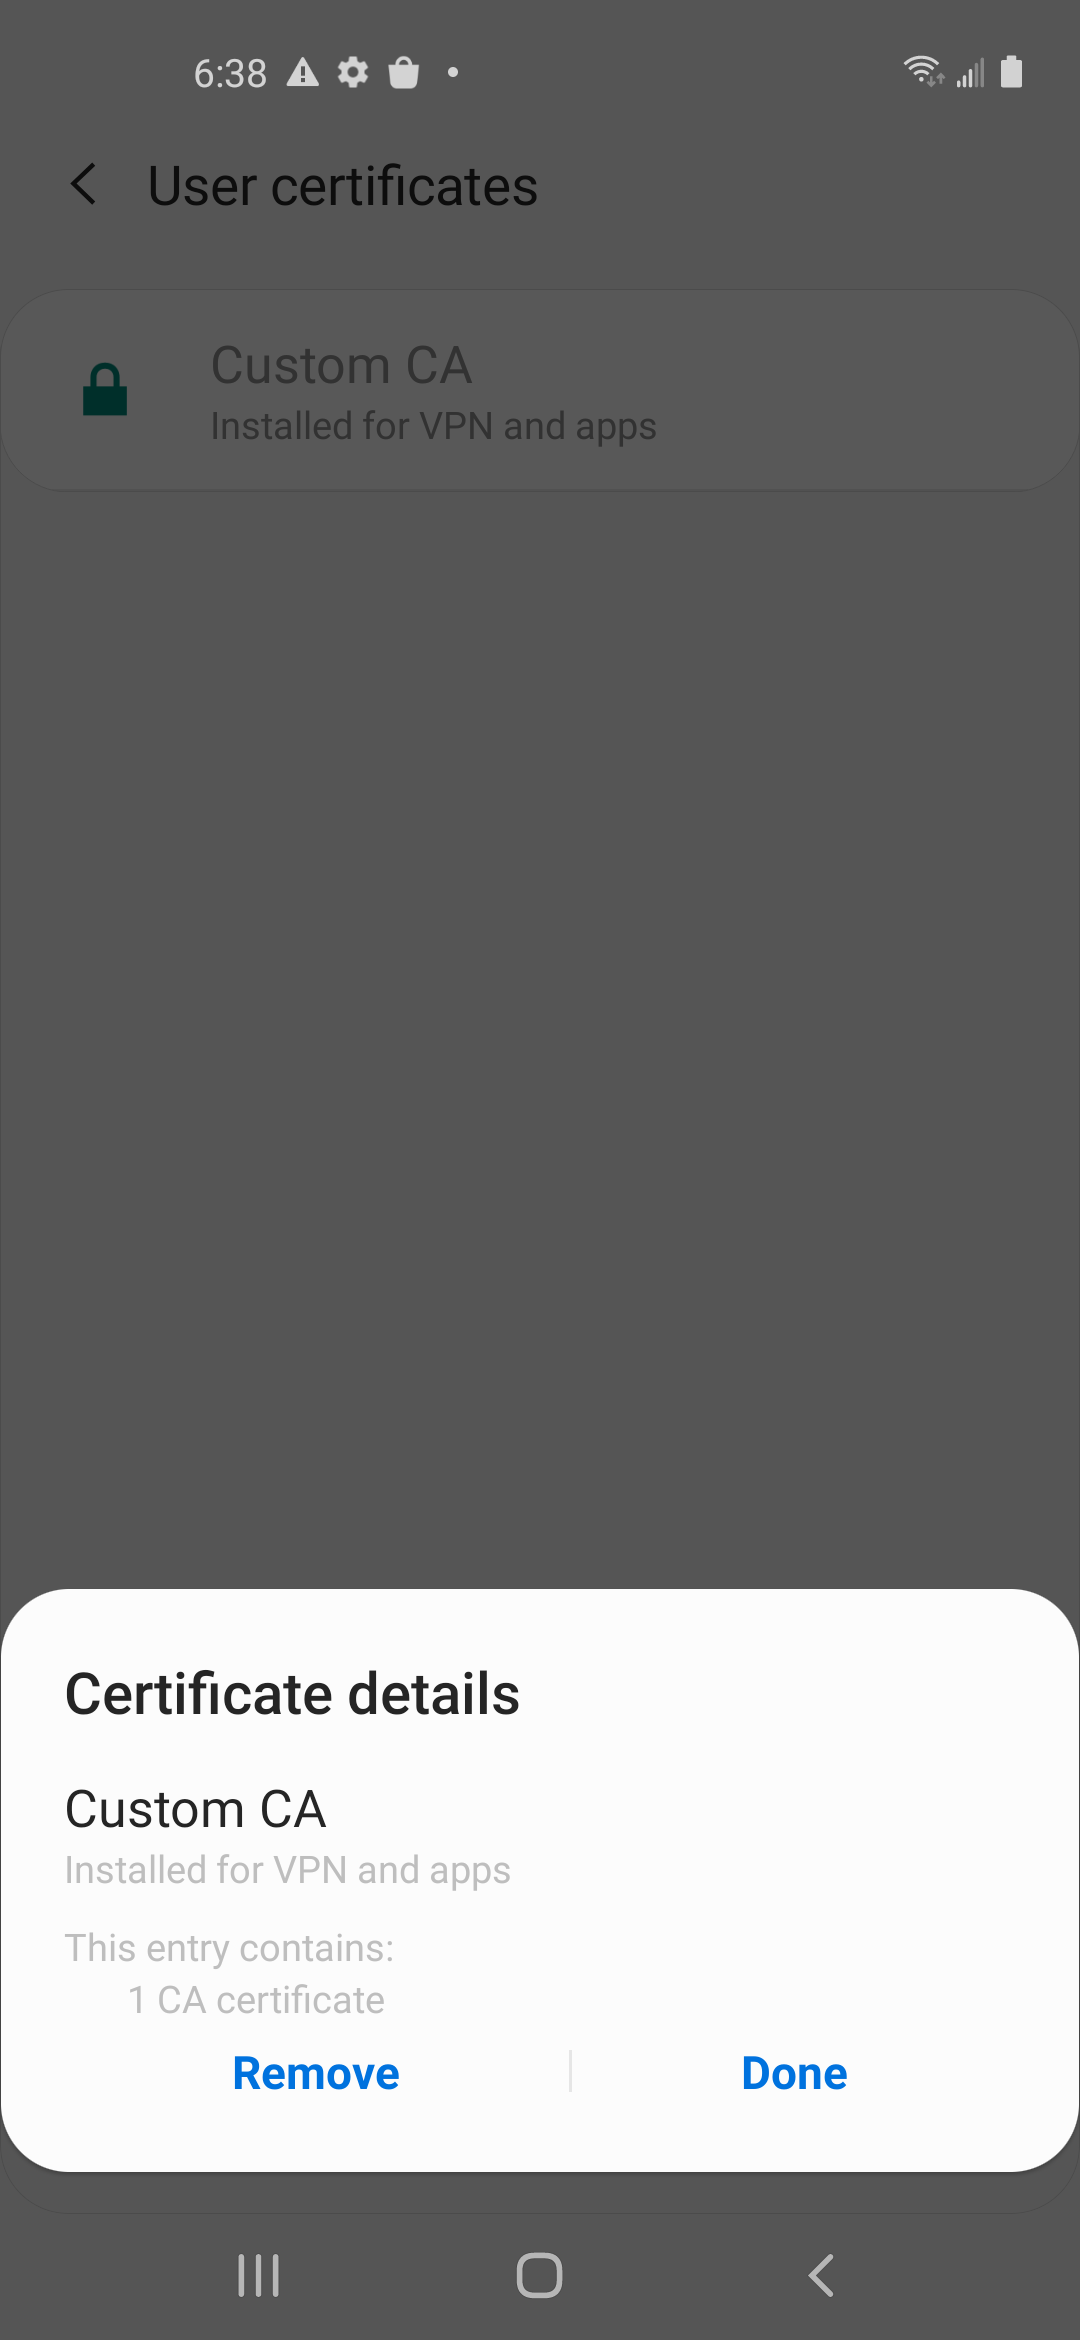 6:38
User certificates
Custom CA
Installed for VPN and apps
Certificate details
Custom CA
Installed for VPN and apps
This entry contains:
1 CA certificate
Remove
Done